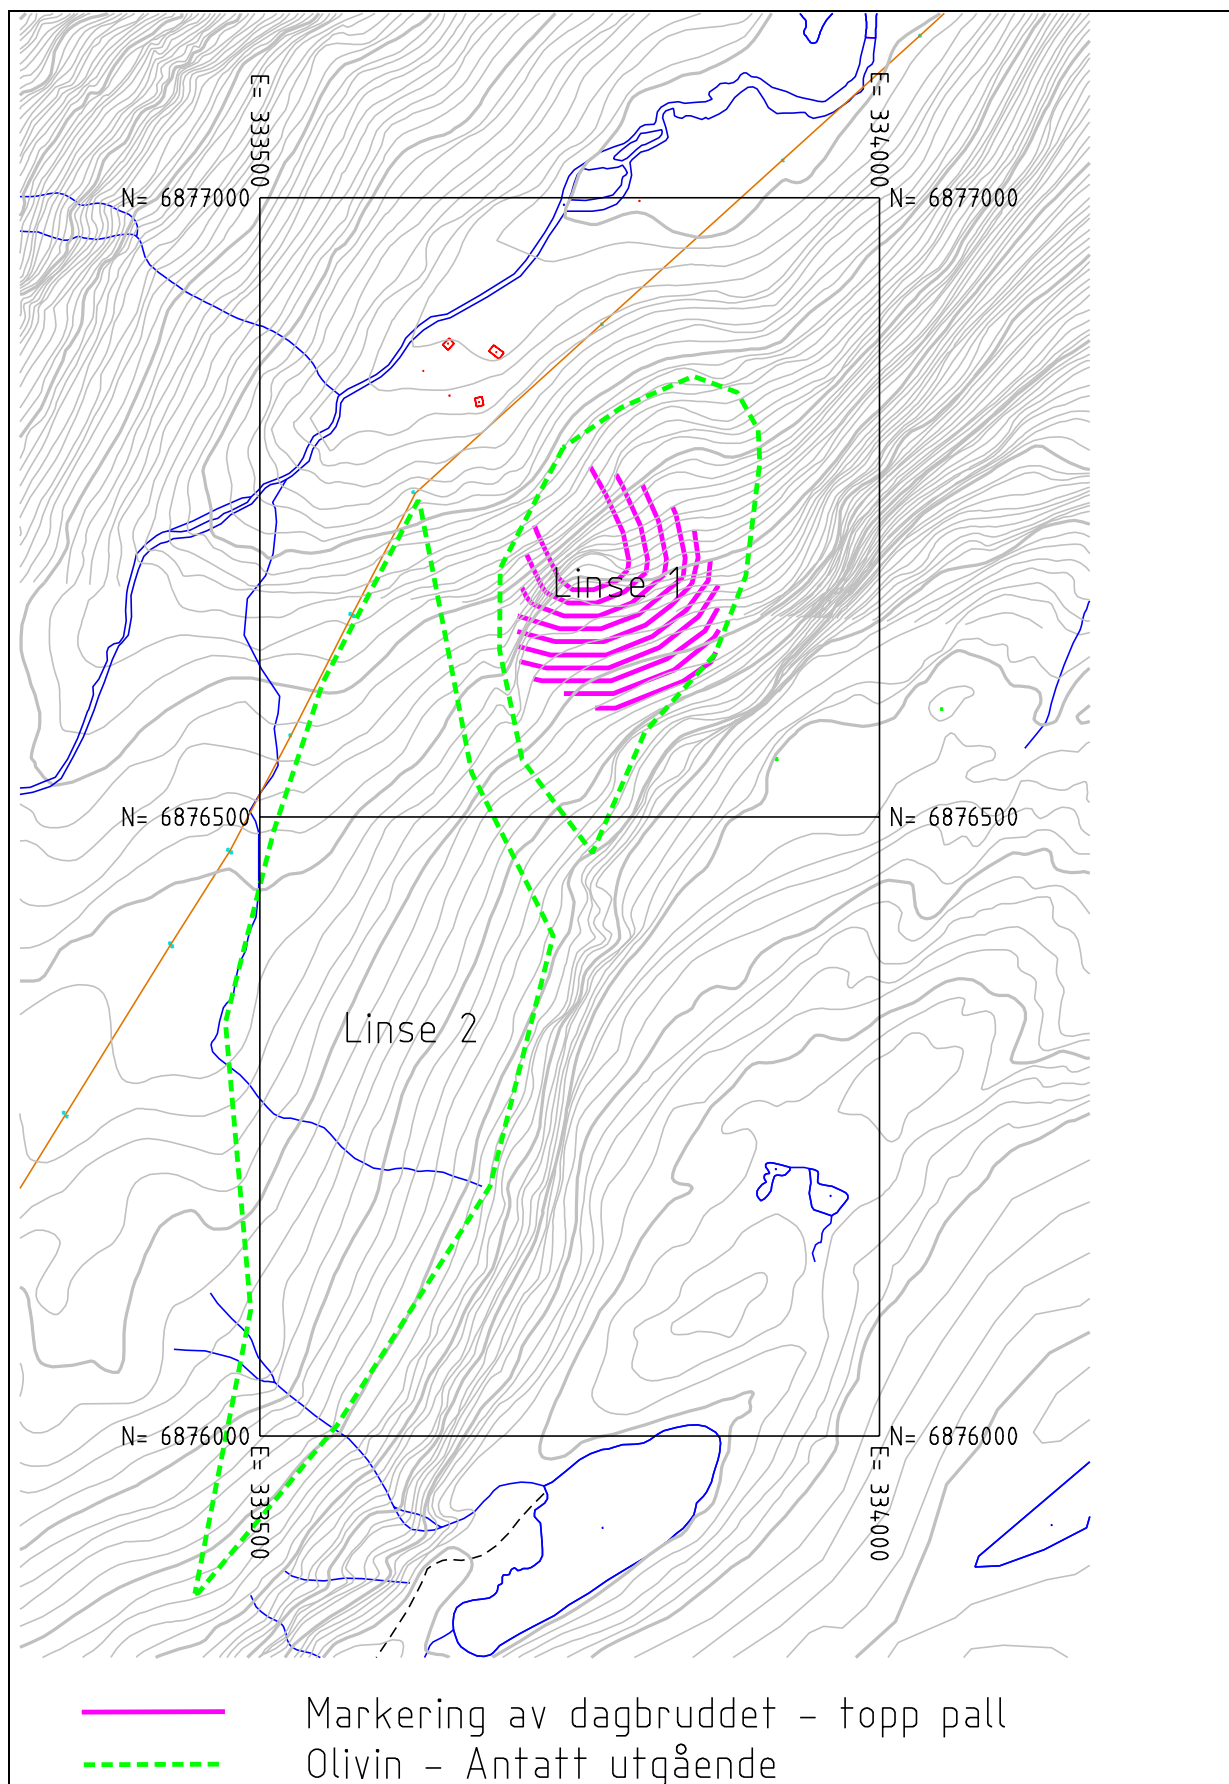 E= 333500
E= 334000
N= 6877000
N= 6877000
Linse 1
N= 6876500
N= 6876500
Linse 2
N= 6876000
N= 6876000
E= 333500
E= 334000
Markering av dagbruddet – topp pall
Olivin – Antatt utgående